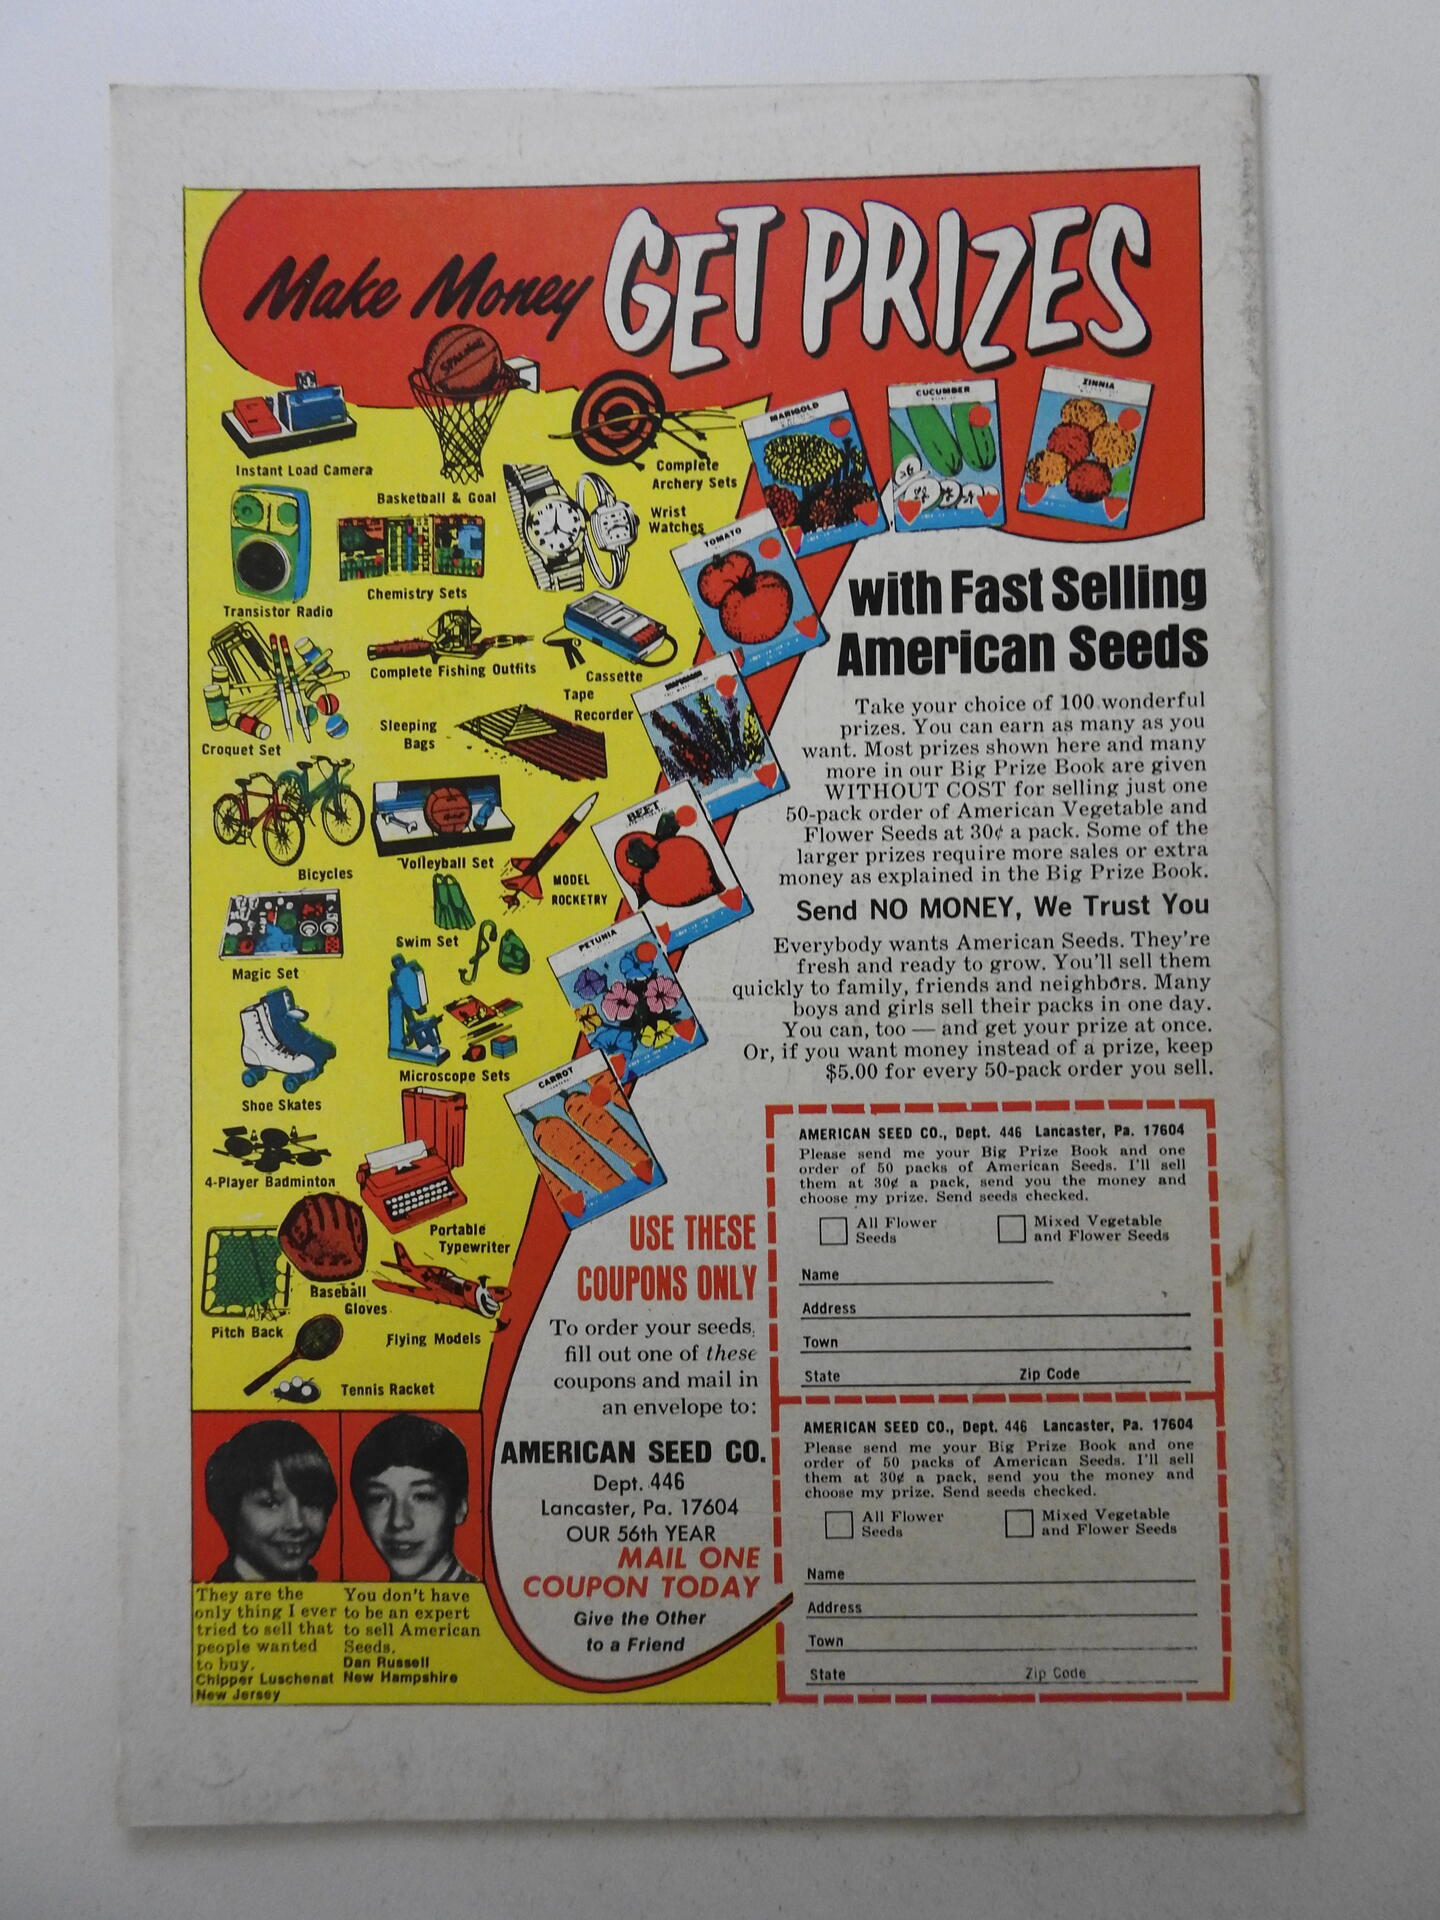 Make Money GET PRIZES
SPALDING
Instant Load Camera
Basketball & Goal
Complete
Archery Sets
Wrist
Watches
Transistor Radio
Chemistry Sets
Complete Fishing Outfits
Cassette
Tape
Recorder
Croquet Set
Sleeping
Bags
Bicycles
Volleyball Set
MODEL
ROCKETRY
Magic Set
Swim Set
Shoe Skates
Microscope Sets
4-Player Badminton
Portable
Typewriter
Pitch Back
Baseball
Gloves
Flying Models
Tennis Racket
MARIGOLD
CUCUMBER
ZINNIA
TOMATO
BEET
PETUNIA
CARROT
with Fast Selling
American Seeds
Take your choice of 100 wonderful
prizes. You can earn as many as you
want. Most prizes shown here and many
more in our Big Prize Book are given
WITHOUT COST for selling just one
50-pack order of American Vegetable and
Flower Seeds at 30¢ a pack. Some of the
larger prizes require more sales or extra
money as explained in the Big Prize Book.
Send NO MONEY, We Trust You
Everybody wants American Seeds. They're
fresh and ready to grow. You'll sell them
quickly to family, friends and neighbors. Many
boys and girls sell their packs in one day.
You can, too — and get your prize at once.
Or, if you want money instead of a prize, keep
$5.00 for every 50-pack order you sell.
USE THESE
COUPONS ONLY
To order your seeds,
fill out one of these
coupons and mail in
an envelope to:
AMERICAN SEED CO.
Dept. 446
Lancaster, Pa. 17604
OUR 56th YEAR
MAIL ONE
COUPON TODAY
Give the Other
to a Friend
AMERICAN SEED CO., Dept. 446 Lancaster, Pa. 17604
Please send me your Big Prize Book and one
order of 50 packs of American Seeds. I'll sell
them at 30¢ a pack, send you the money and
choose my prize. Send seeds checked.
All Flower
Seeds
Mixed Vegetable
and Flower Seeds
Name
Address
Town
State Zip Code
AMERICAN SEED CO., Dept. 446 Lancaster, Pa. 17604
Please send me your Big Prize Book and one
order of 50 packs of American Seeds. I'll sell
them at 30¢ a pack, send you the money and
choose my prize. Send seeds checked.
All Flower
Seeds
Mixed Vegetable
and Flower Seeds
Name
Address
Town
State Zip Code
They are the
only thing I ever
tried to sell that
people wanted
to buy.
Chipper Luschenat
New Jersey
You don't have
to be an expert
to sell American
Seeds.
Dan Russell
New Hampshire